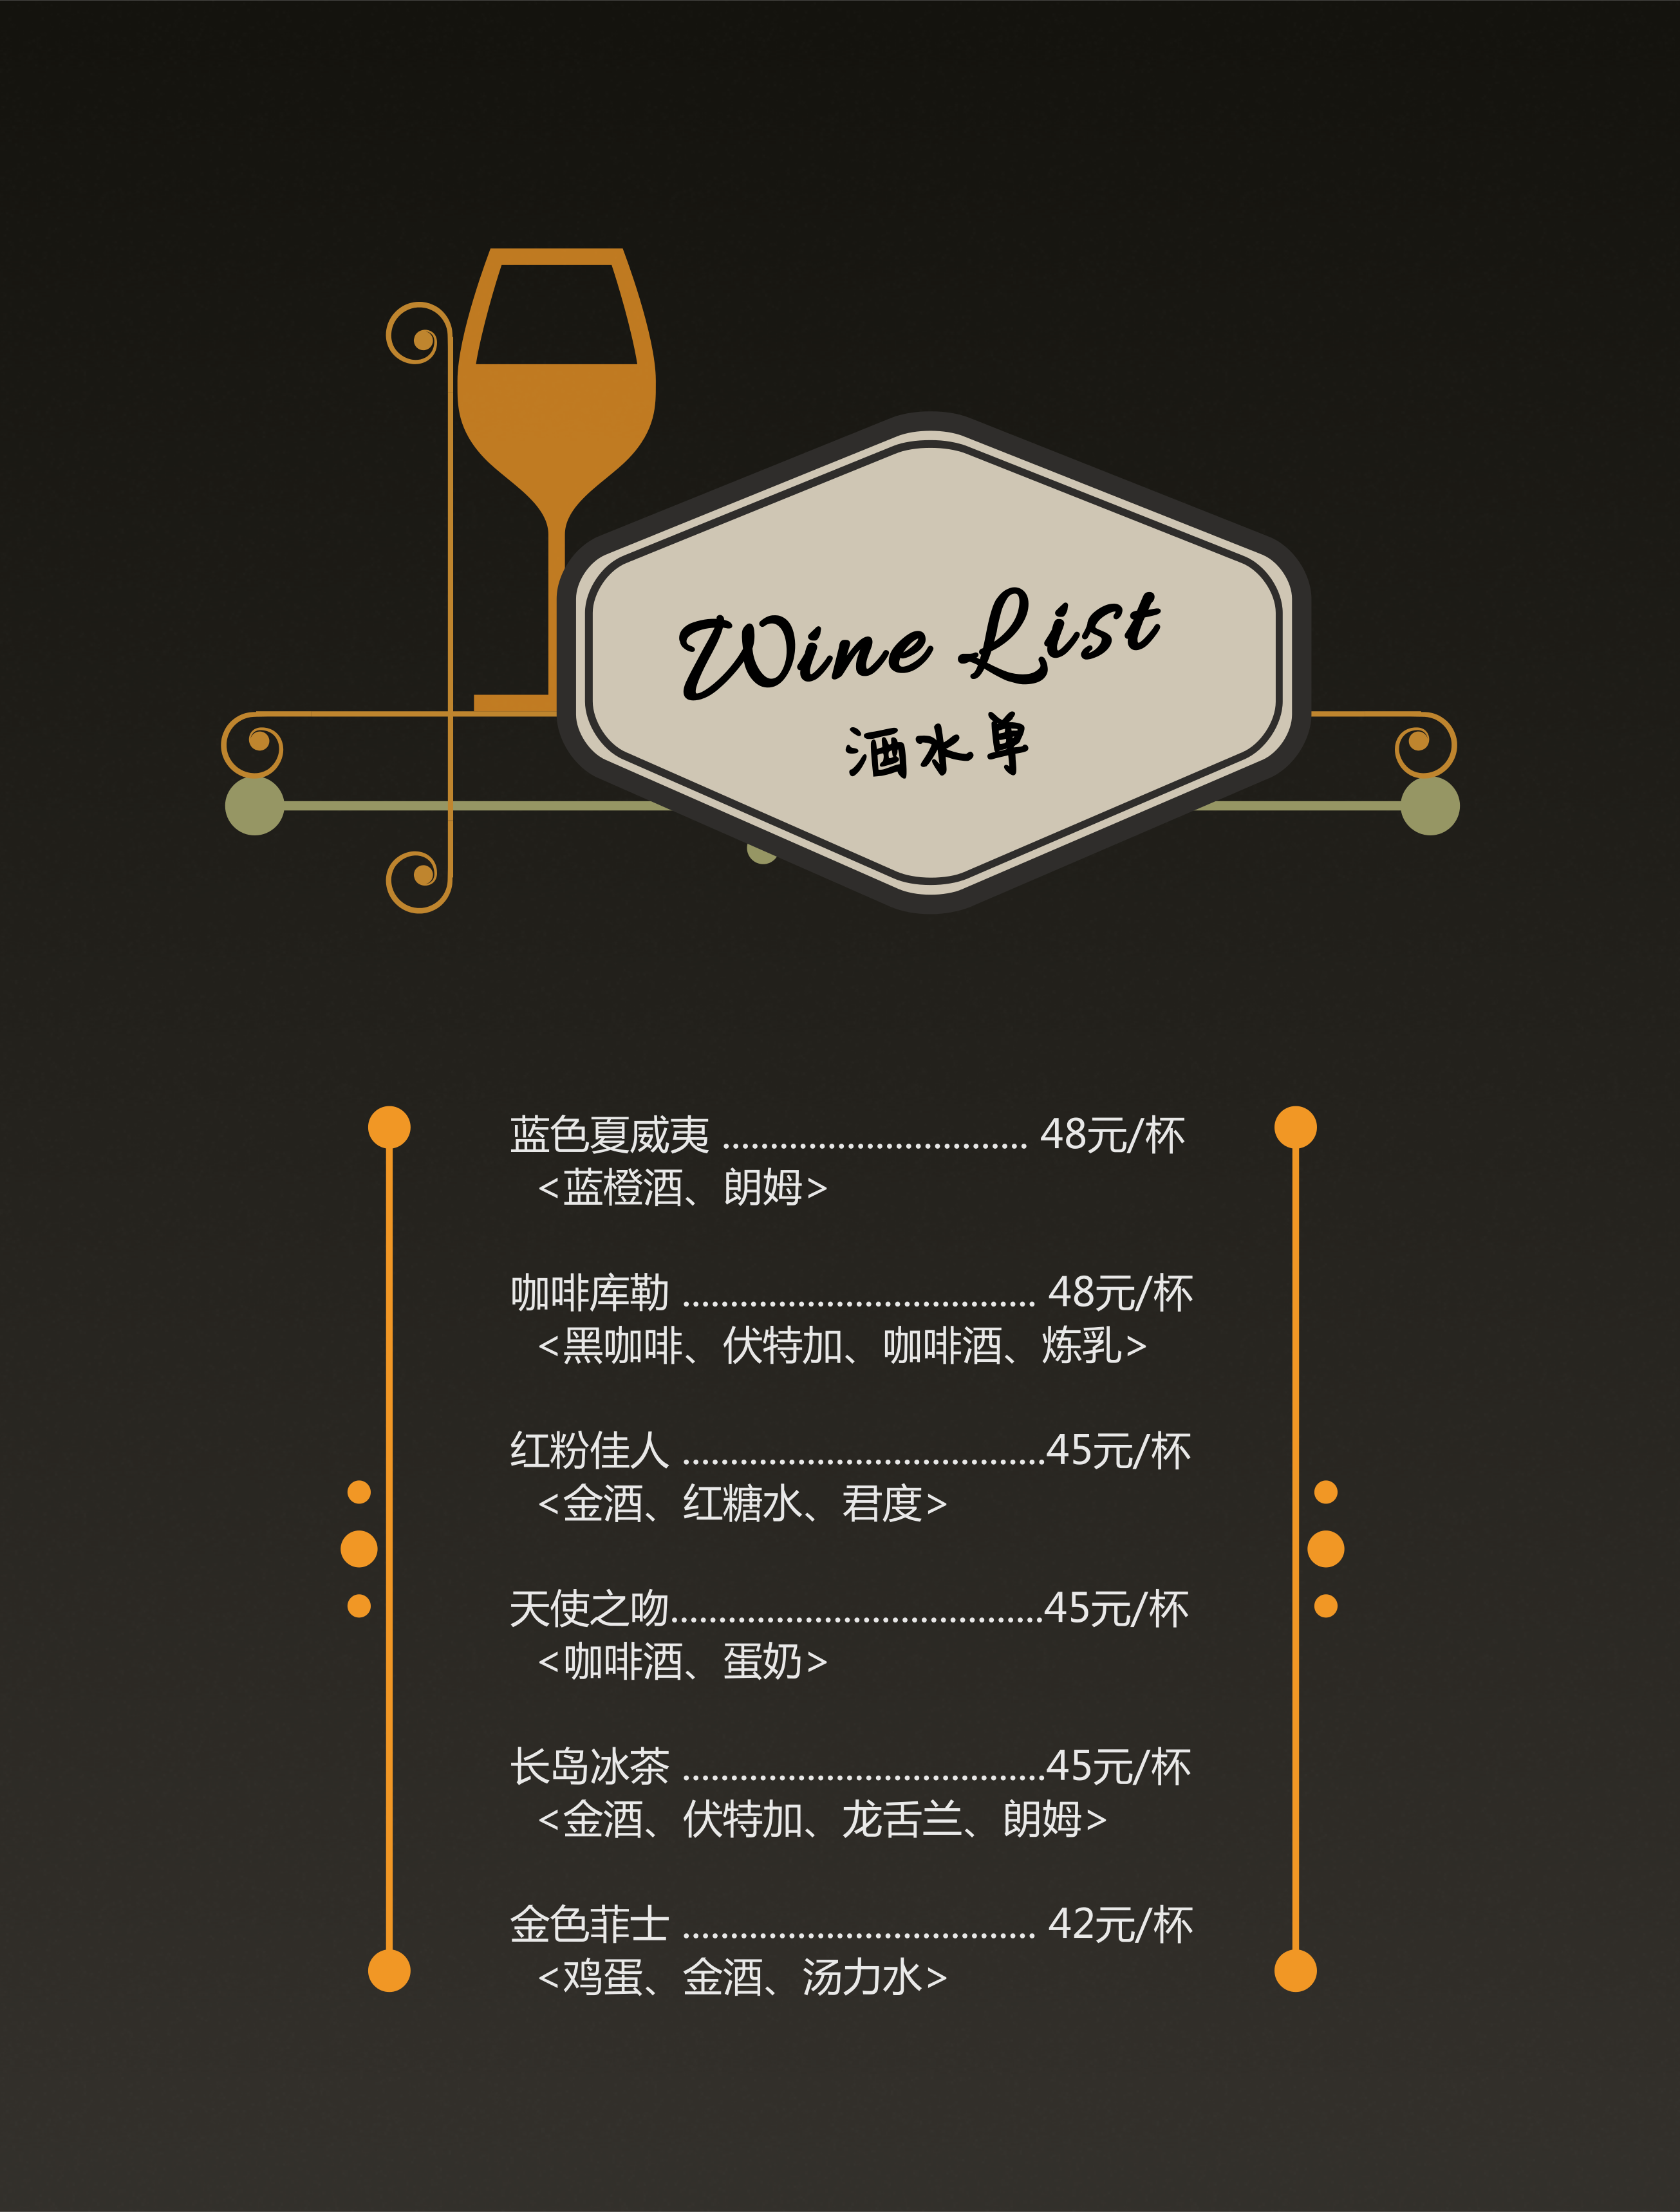 Wine List
酒水单
蓝色夏威夷 ................................ 48元/杯
<蓝橙酒、朗姆>
咖啡库勒 ..................................... 48元/杯
<黑咖啡、伏特加、咖啡酒、炼乳>
红粉佳人 ......................................45元/杯
<金酒、红糖水、君度>
天使之吻.......................................45元/杯
<咖啡酒、蛋奶>
长岛冰茶 ......................................45元/杯
<金酒、伏特加、龙舌兰、朗姆>
金色菲士 ..................................... 42元/杯
<鸡蛋、金酒、汤力水>